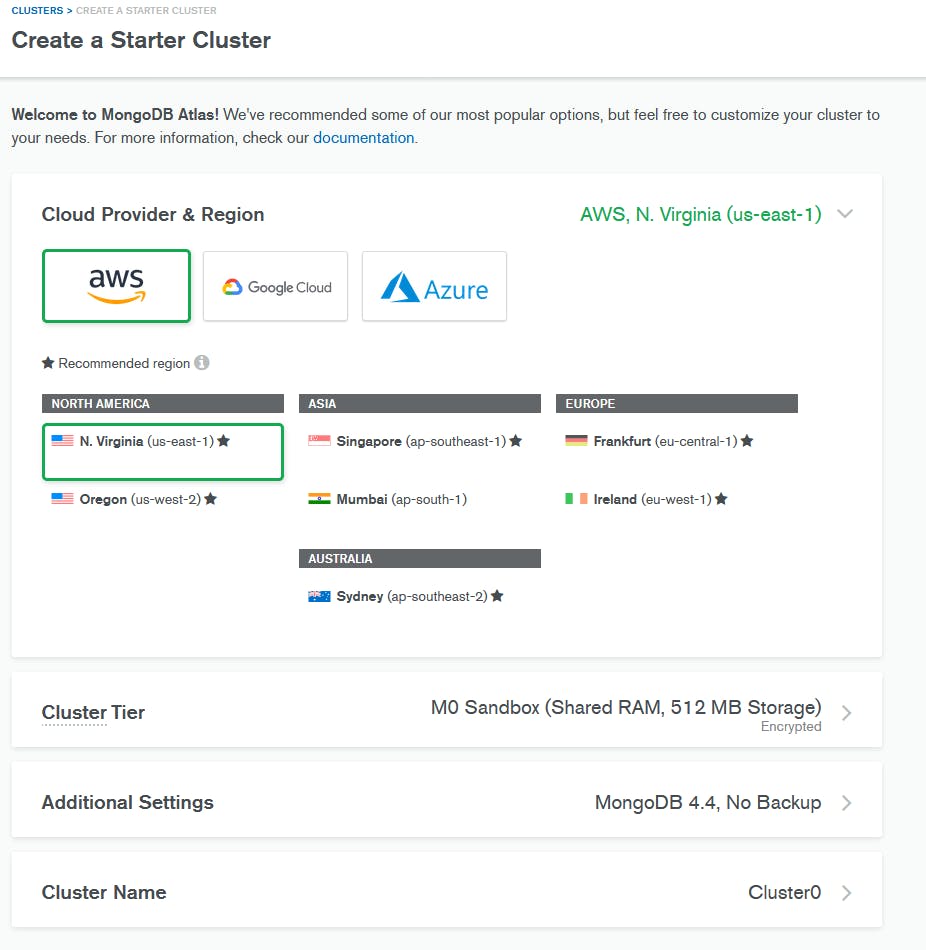 CLUSTERS > CREATE A STARTER CLUSTER
Create a Starter Cluster
Welcome to MongoDB Atlas! We've recommended some of our most popular options, but feel free to customize your cluster to
your needs. For more information, check our documentation.
Cloud Provider & Region
AWS, N. Virginia (us-east-1)
aws
Google Cloud
Azure
★ Recommended region
NORTH AMERICA
N. Virginia (us-east-1) ★
Oregon (us-west-2) ★
ASIA
Singapore (ap-southeast-1) ★
Mumbai (ap-south-1)
AUSTRALIA
Sydney (ap-southeast-2) ★
EUROPE
Frankfurt (eu-central-1) ★
Ireland (eu-west-1) ★
Cluster Tier
M0 Sandbox (Shared RAM, 512 MB Storage)
Encrypted
Additional Settings
MongoDB 4.4, No Backup
Cluster Name
Cluster0